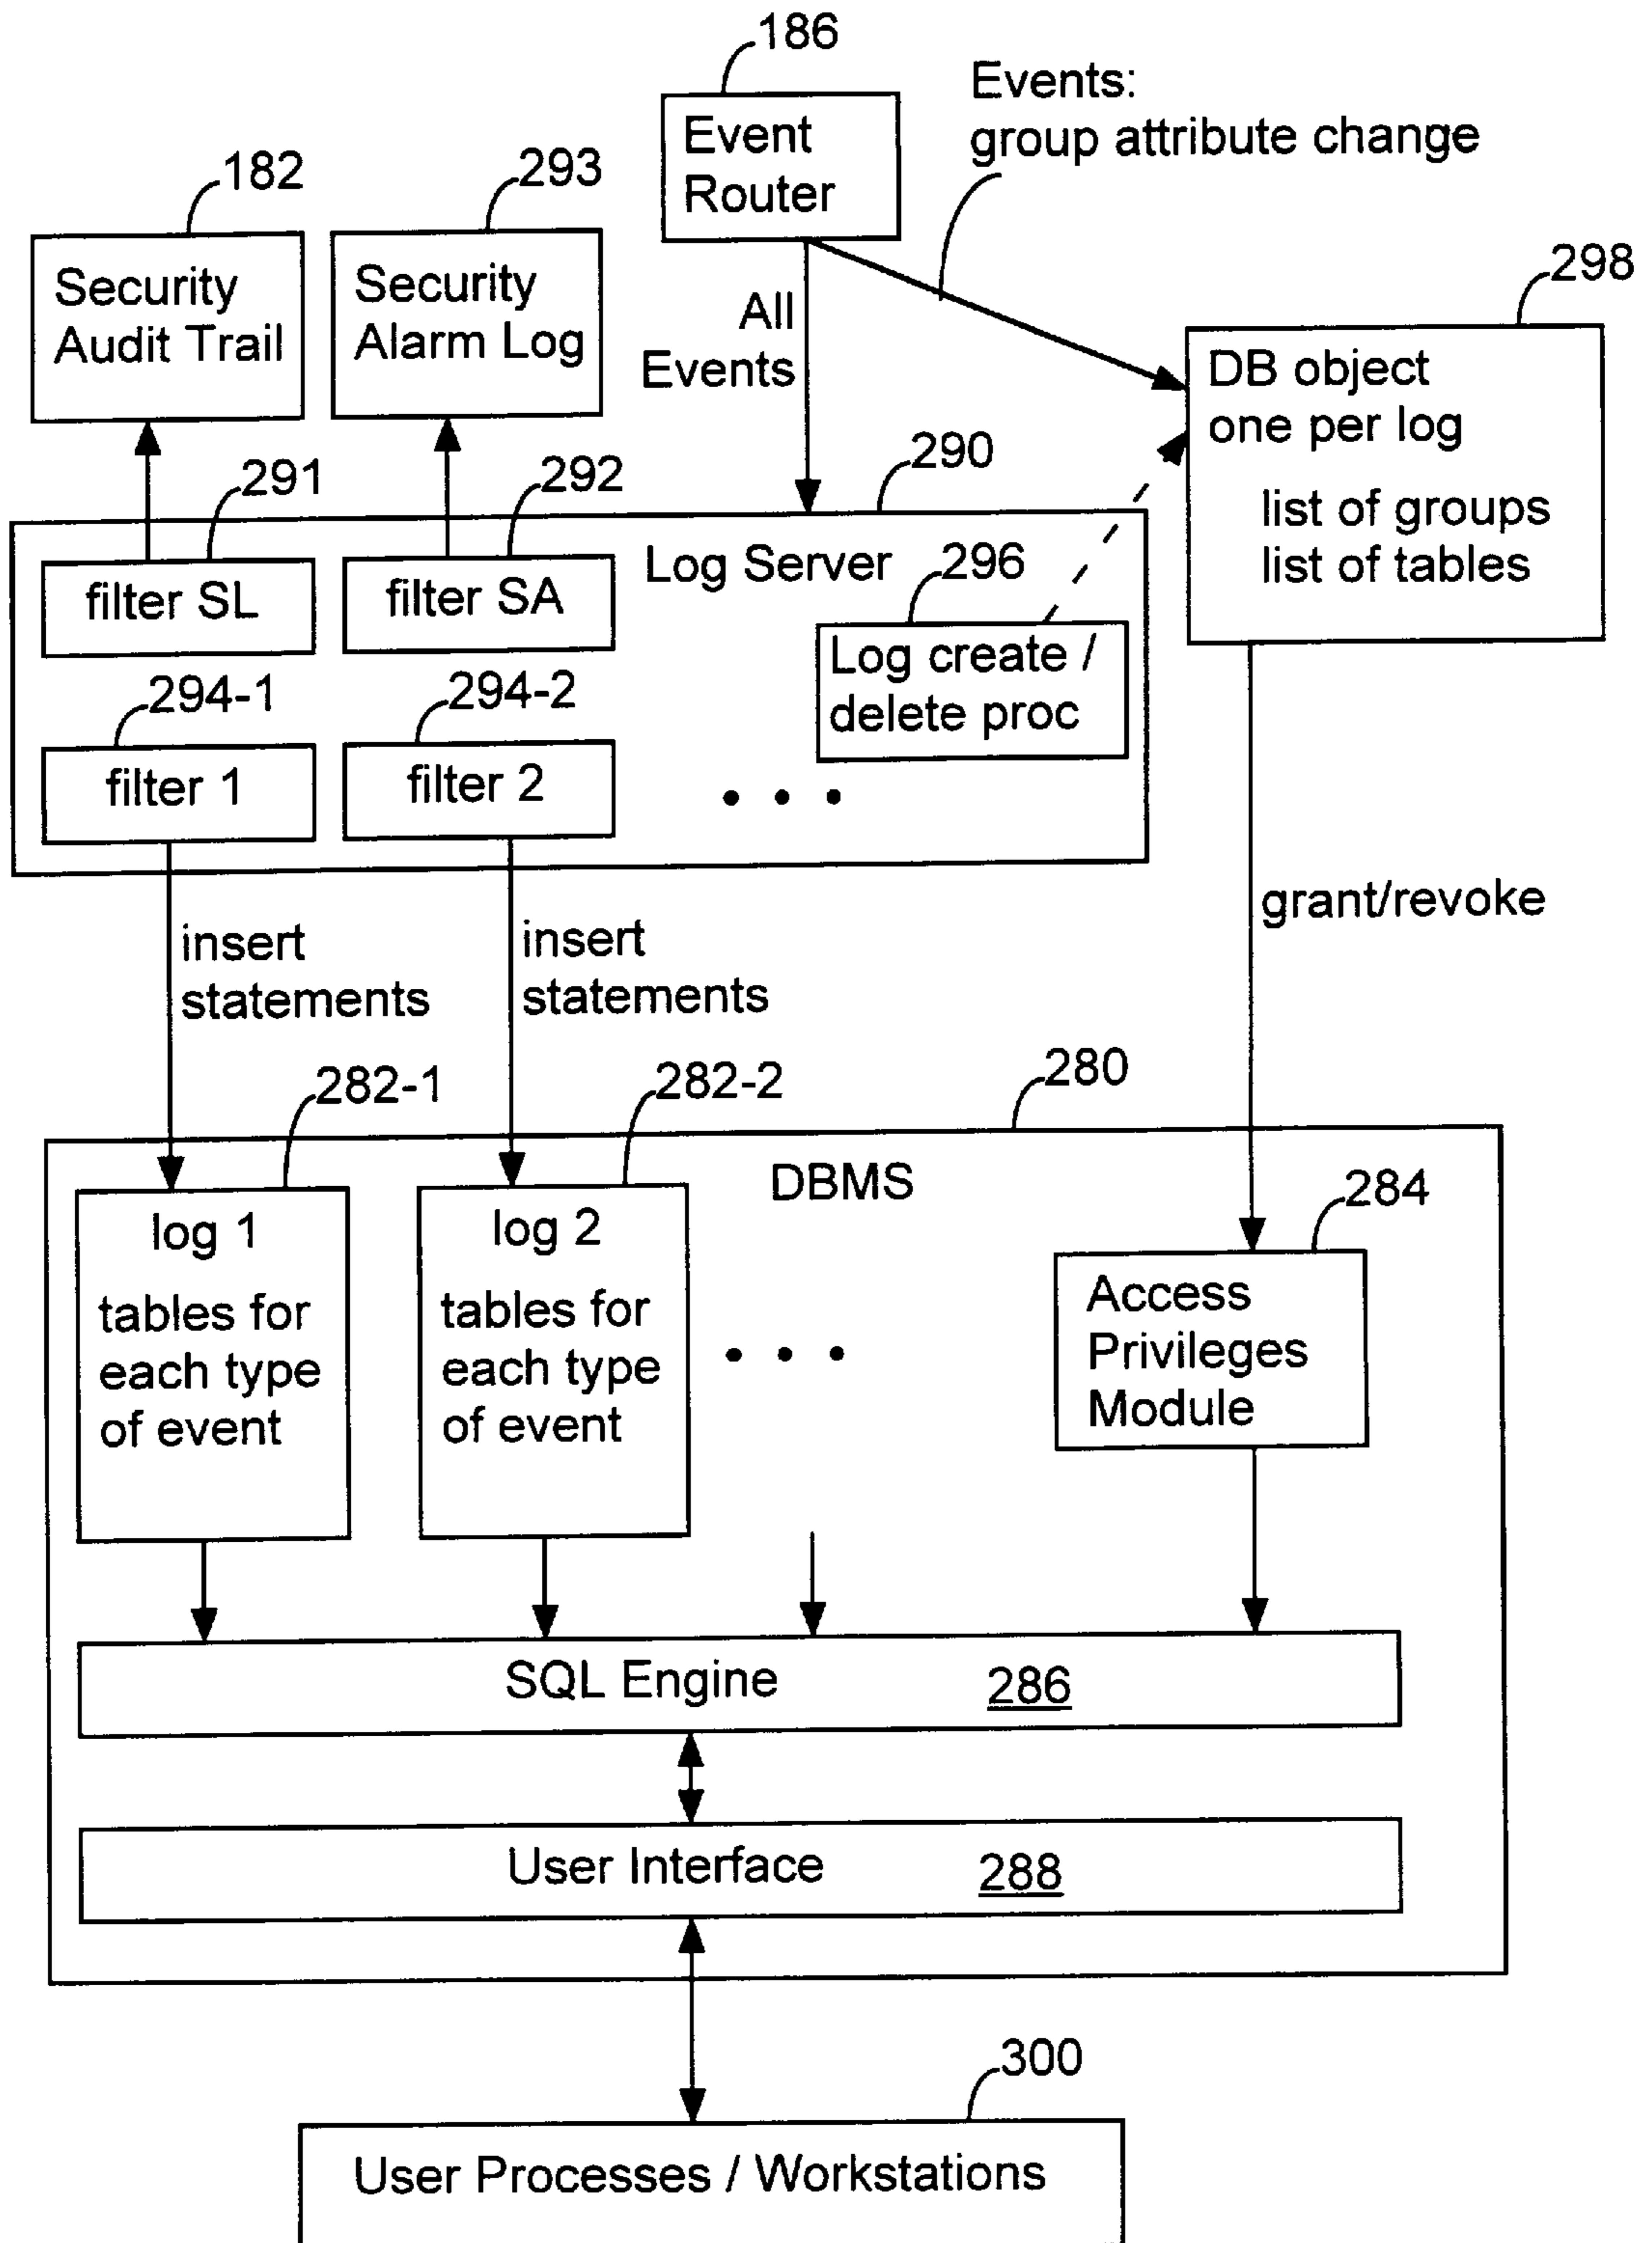 186
Event
Router
Events:
group attribute change
182
Security
Audit Trail
293
Security
Alarm Log
All
Events
298
DB object
one per log
list of groups
list of tables
290
Log Server
291
filter SL
292
filter SA
296
Log create /
delete proc
294-1
filter 1
294-2
filter 2
insert
statements
insert
statements
grant/revoke
280
DBMS
282-1
log 1
tables for
each type
of event
282-2
log 2
tables for
each type
of event
284
Access
Privileges
Module
SQL Engine 286
User Interface 288
300
User Processes / Workstations